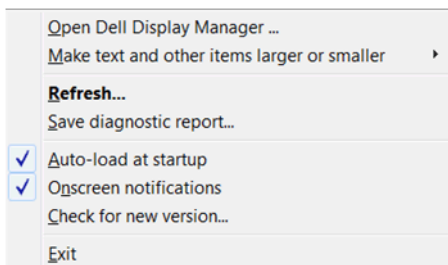 Open Dell Display Manager ...
Make text and other items larger or smaller
Refresh...
Save diagnostic report...
Auto-load at startup
Onscreen notifications
Check for new version...
Exit